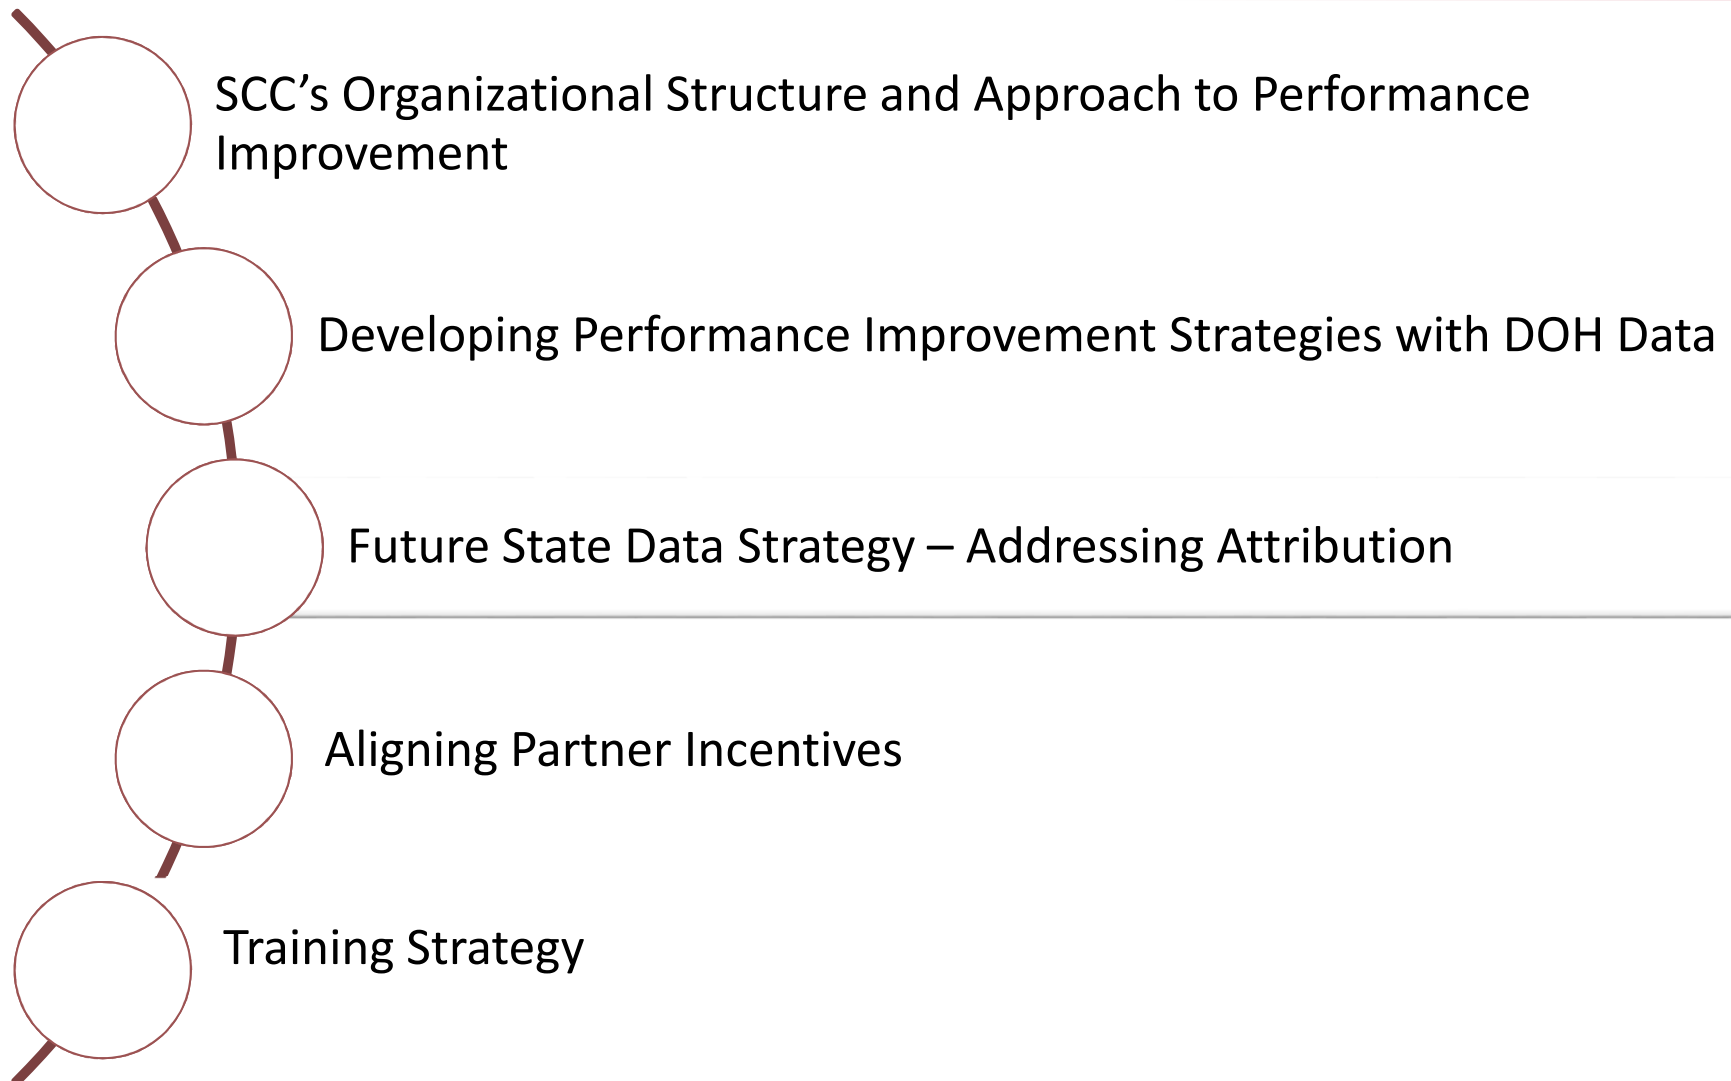 SCC’s Organizational Structure and Approach to Performance
Improvement
Developing Performance Improvement Strategies with DOH Data
Future State Data Strategy – Addressing Attribution
Aligning Partner Incentives
Training Strategy